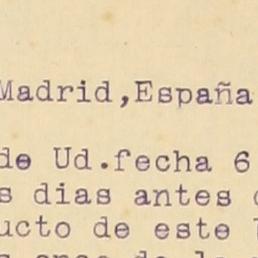 Madrid,España
de Ud.fecha 6
s dias antes
ucto de este